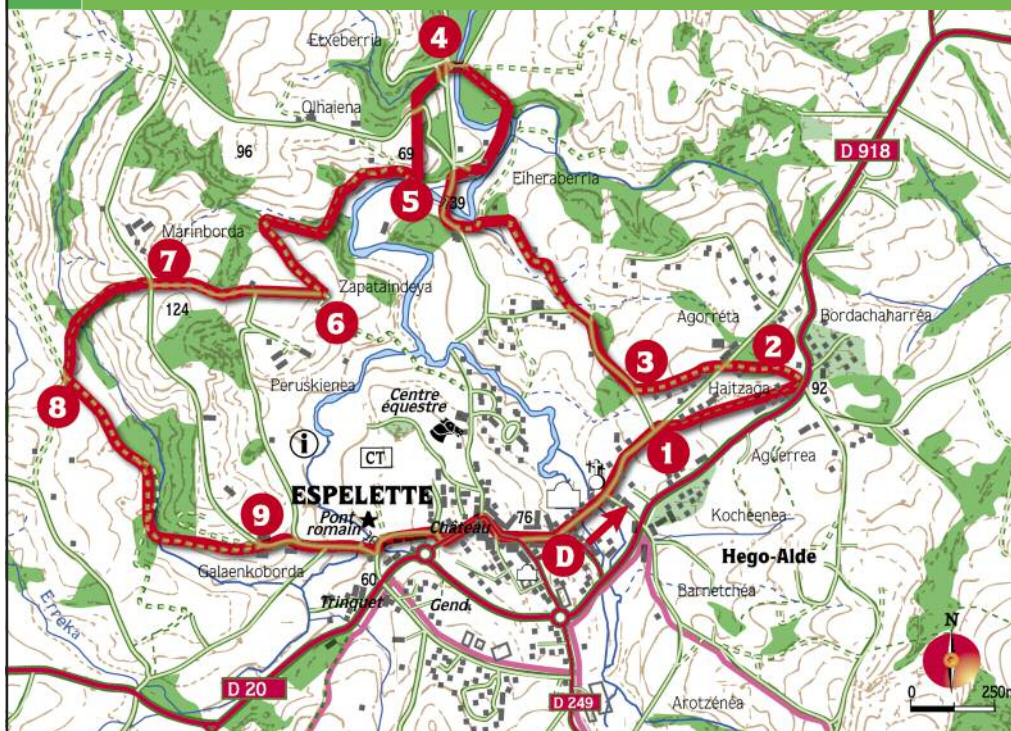 Etxeberria
4
Olhaiena
D 918
96
69
5
Eiheraberria
39
Marinborda
7
Zapataindeya
124
6
Agorréta
Bordachaharréa
3
2
Haitzaga
92
Peruskienea
8
Centre
équestre
i
CT
1
Aguerrea
ESPELETTE
Pont
romain
Château
76
9
D
Kocheenea
Hego-Alde
Galaenkoborda
60
Trinquet
Gend.
Barnetchéa
Erreka
N
D 20
D 249
Arotzénéa
0 250m